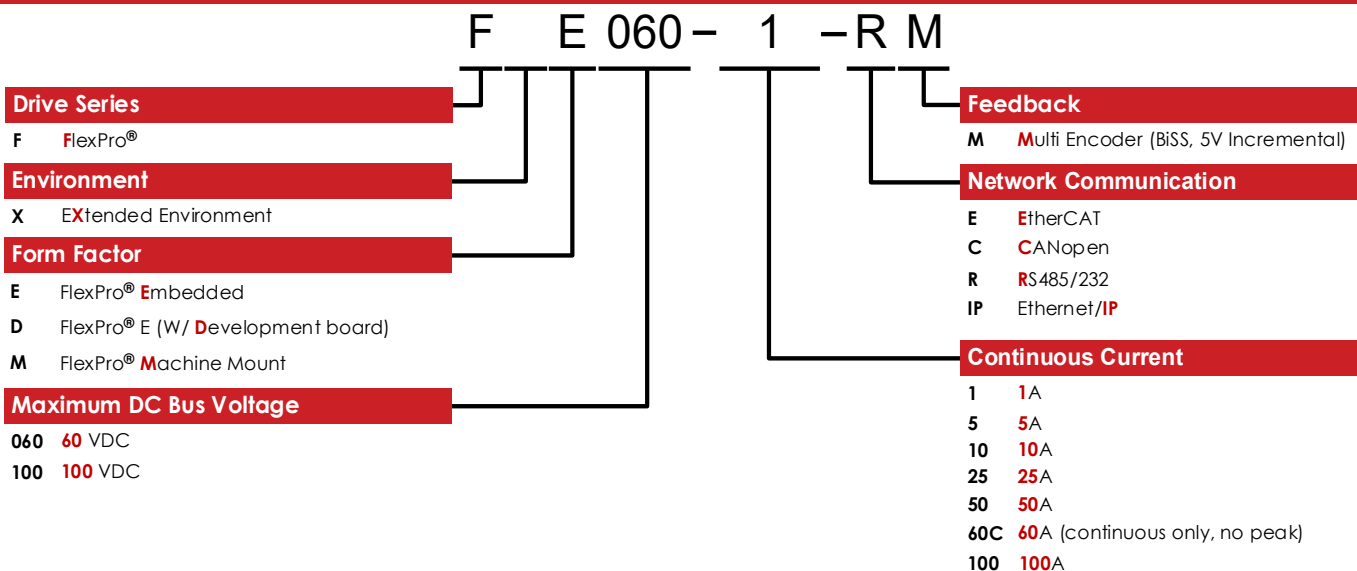 F E 060 – 1 – R M
Drive Series
F FlexPro®
Environment
X EXtended Environment
Form Factor
E FlexPro® Embedded
D FlexPro® E (W/ Development board)
M FlexPro® Machine Mount
Maximum DC Bus Voltage
060 60 VDC
100 100 VDC
Feedback
M Multi Encoder (BiSS, 5V Incremental)
Network Communication
E EtherCAT
C CANopen
R RS485/232
IP Ethernet/IP
Continuous Current
1 1A
5 5A
10 10A
25 25A
50 50A
60C 60A (continuous only, no peak)
100 100A